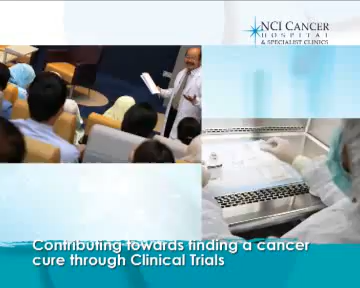 NCI CANCER
HOSPITAL
& SPECIALIST CLINICS
Contributing towards finding a cancer
cure through Clinical Trials